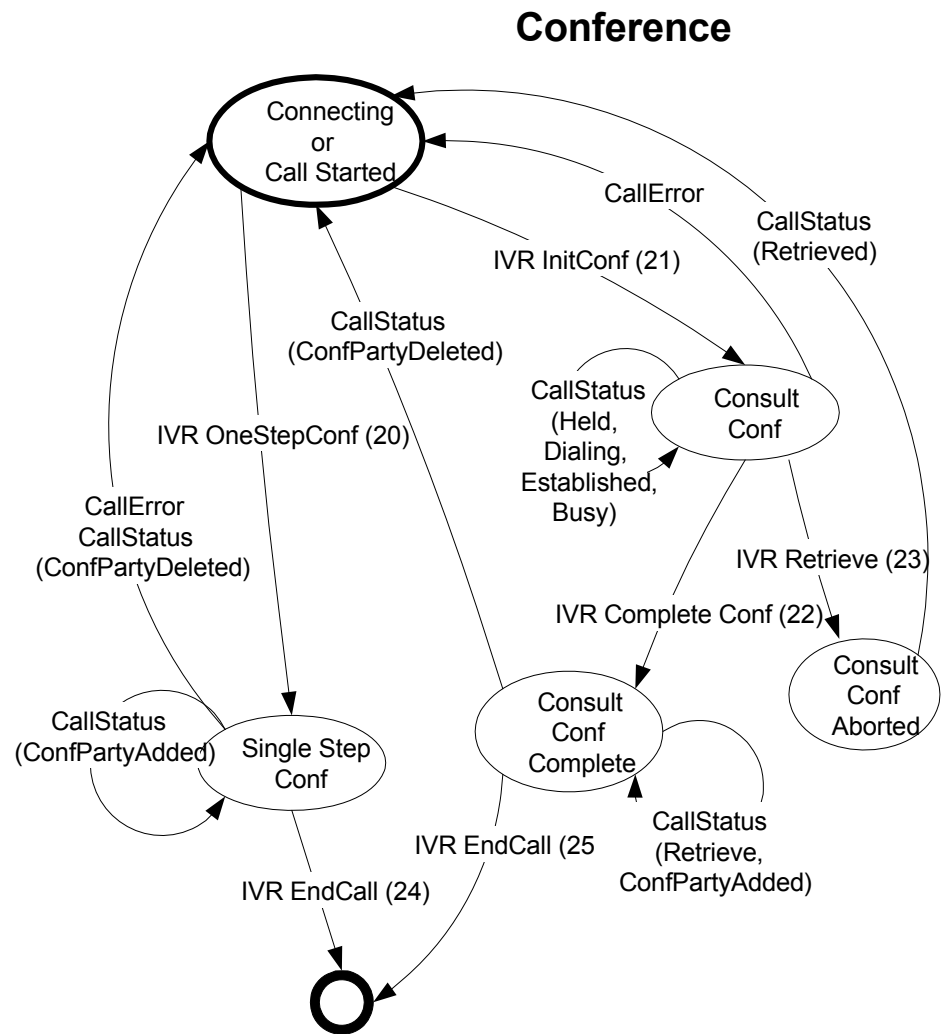 Conference
Connecting
or
Call Started
CallError
CallStatus
(Retrieved)
IVR InitConf (21)
CallStatus
(ConfPartyDeleted)
CallStatus
(Held,
Dialing,
Established,
Busy)
Consult
Conf
IVR OneStepConf (20)
CallError
CallStatus
(ConfPartyDeleted)
IVR Retrieve (23)
IVR Complete Conf (22)
Consult
Conf
Aborted
CallStatus
(ConfPartyAdded)
Single Step
Conf
Consult
Conf
Complete
CallStatus
(Retrieve,
ConfPartyAdded)
IVR EndCall (25
IVR EndCall (24)